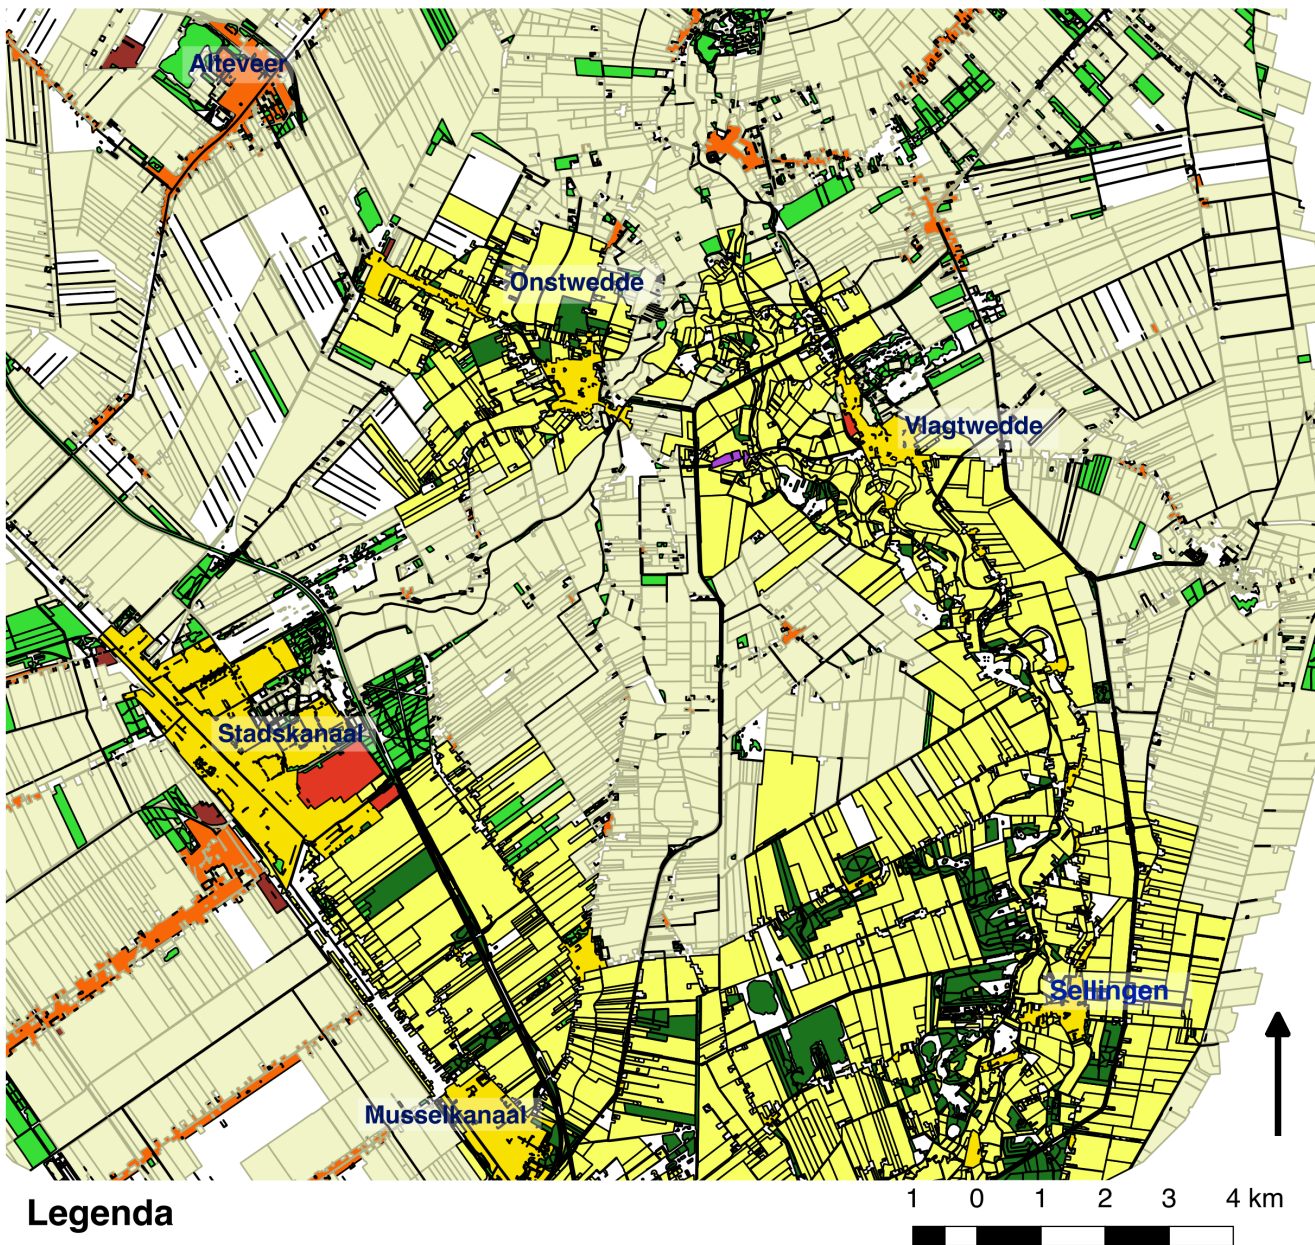 Alteveer
Onstwedde
Vlagtwedde
Stadskanaal
Sellingen
Musselkanaal
Legenda
1 0 1 2 3 4 km